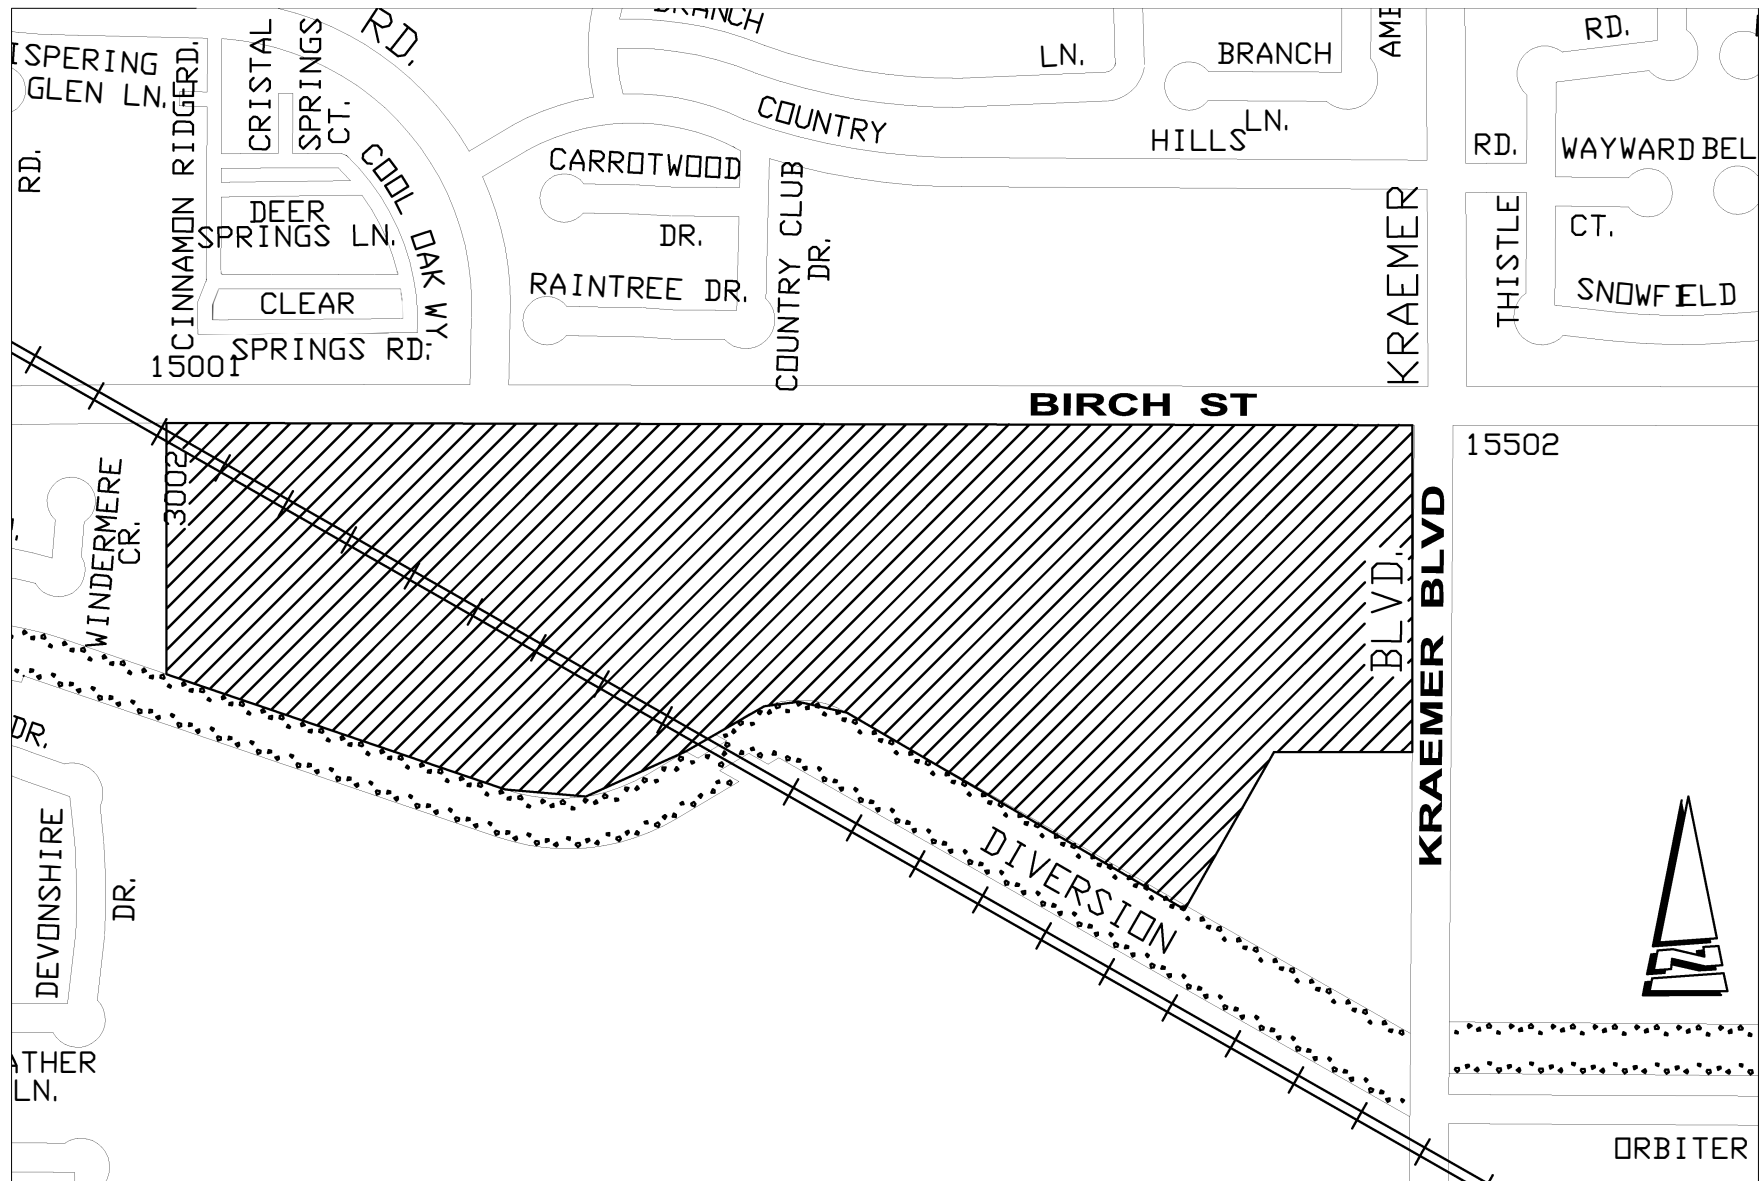 BRANCH
RD.
LN.
BRANCH
LN.
RD.
ISPERING
GLEN LN.
RD.
CINNAMON RIDGE RD.
CRISTAL
SPRINGS
CT.
COOL OAK WY
COUNTRY
HILLS
RD.
WAYWARD BEL
CT.
RD.
CARROTWOOD
DR.
DEER
SPRINGS LN.
CLEAR
SPRINGS RD.
RAINTREE DR.
COUNTRY CLUB
DR.
KRAEMER
THISTLE
SNOWFIELD
15001
BIRCH ST
15502
3002
WINDERMERE
CR.
BLVD.
KRAEMER BLVD
DR.
DEVONSHIRE
DR.
DIVERSION
N
ATHER
LN.
ORBITER